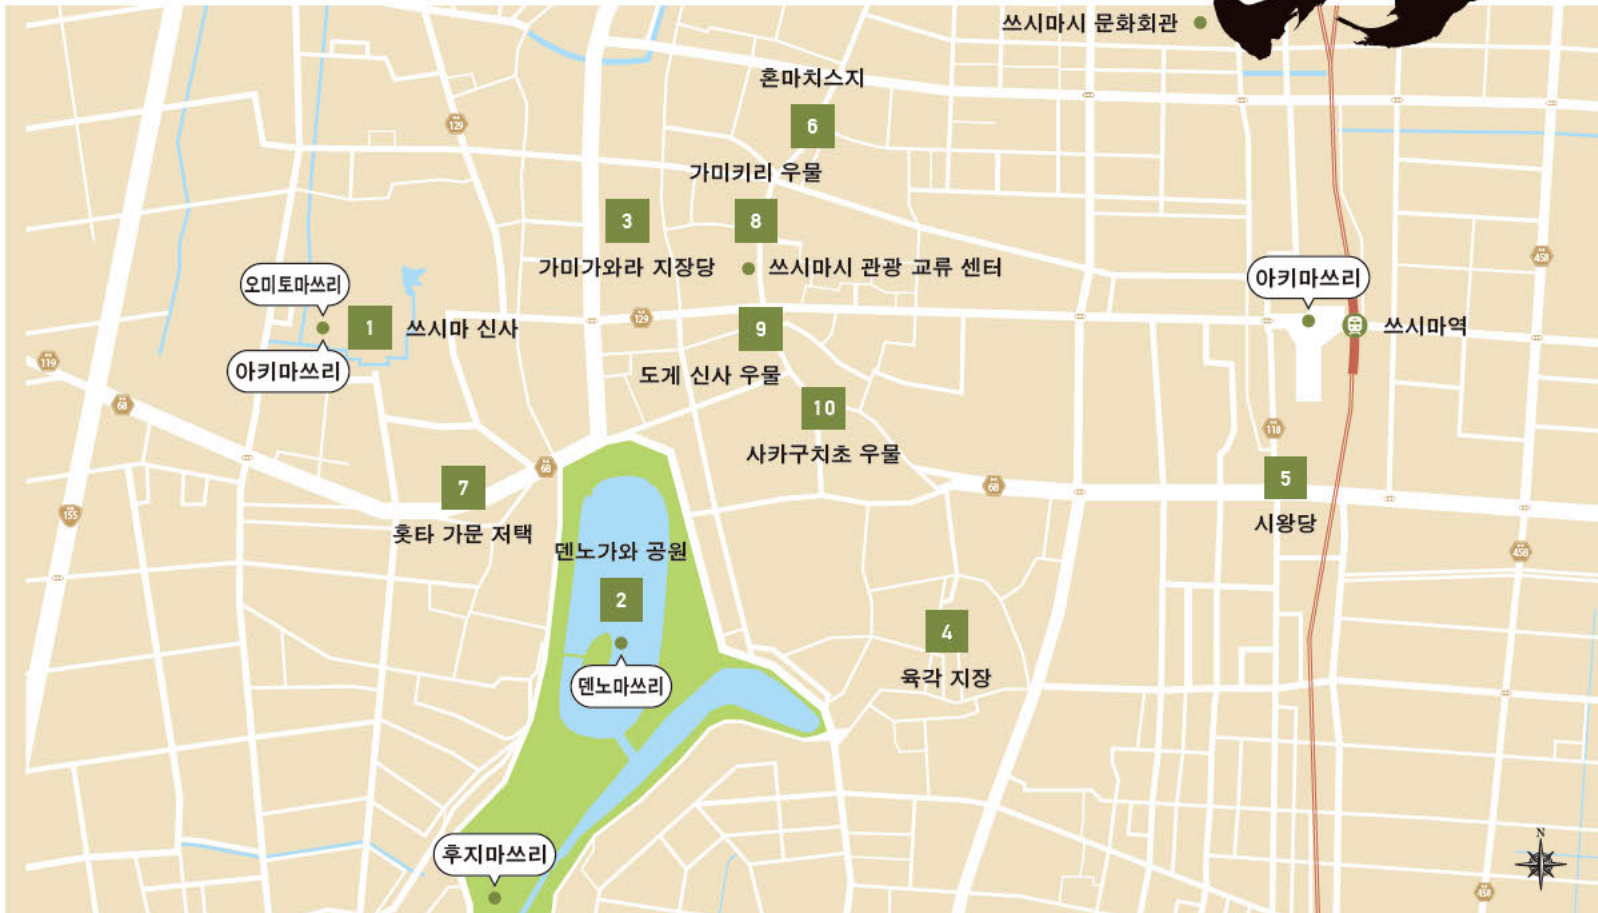 쓰시마시 문화회관
혼마치스지
6
129
가미키리 우물
3
8
가미가와라 지장당
쓰시마시 관광 교류 센터
458
오미토마쓰리
아키마쓰리
1
쓰시마 신사
129
9
쓰시마역
아키마쓰리
119
도게 신사 우물
68
10
118
사카구치초 우물
68
7
68
5
155
홋타 가문 저택
시왕당
덴노가와 공원
458
2
4
육각 지장
덴노마쓰리
후지마쓰리
N
458